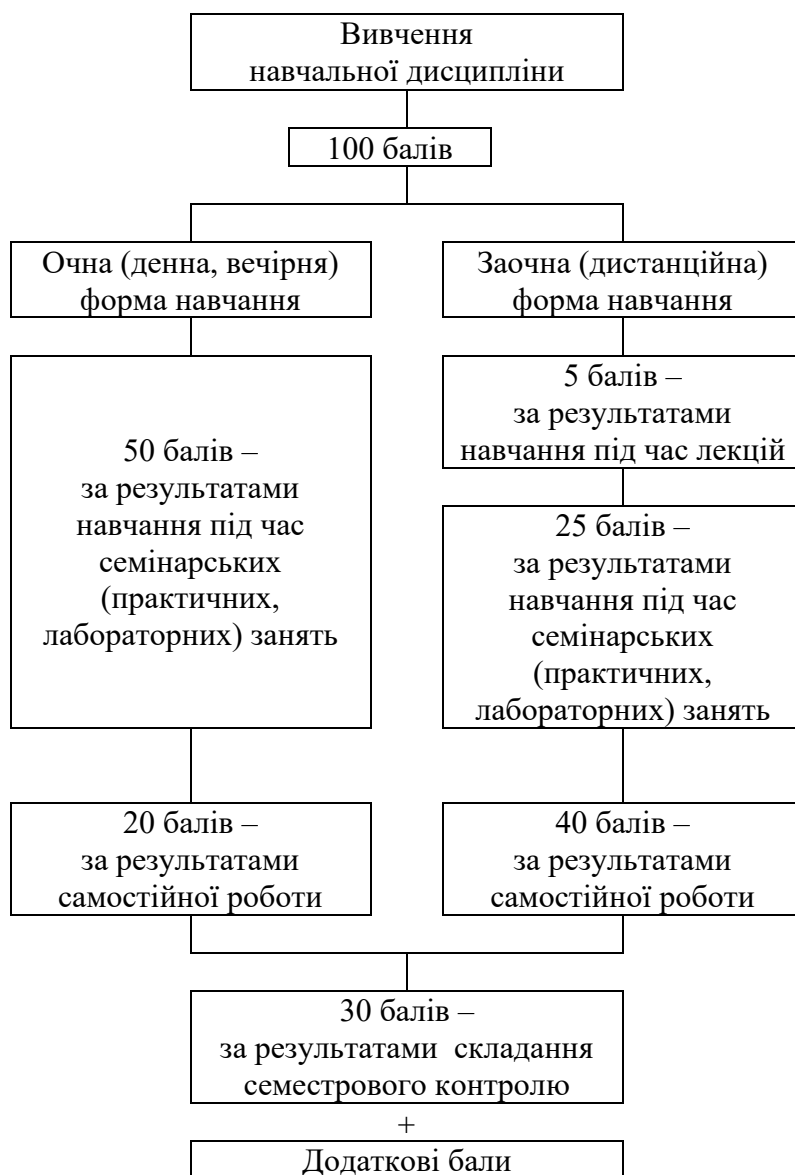 Вивчення
навчальної дисципліни
100 балів
Очна (денна, вечірня)
форма навчання
Заочна (дистанційна)
форма навчання
50 балів –
за результатами
навчання під час
семінарських
(практичних,
лабораторних) занять
5 балів –
за результатами
навчання під час лекцій
25 балів –
за результатами
навчання під час
семінарських
(практичних,
лабораторних) занять
20 балів –
за результатами
самостійної роботи
40 балів –
за результатами
самостійної роботи
30 балів –
за результатами складання
семестрового контролю
+
Додаткові бали